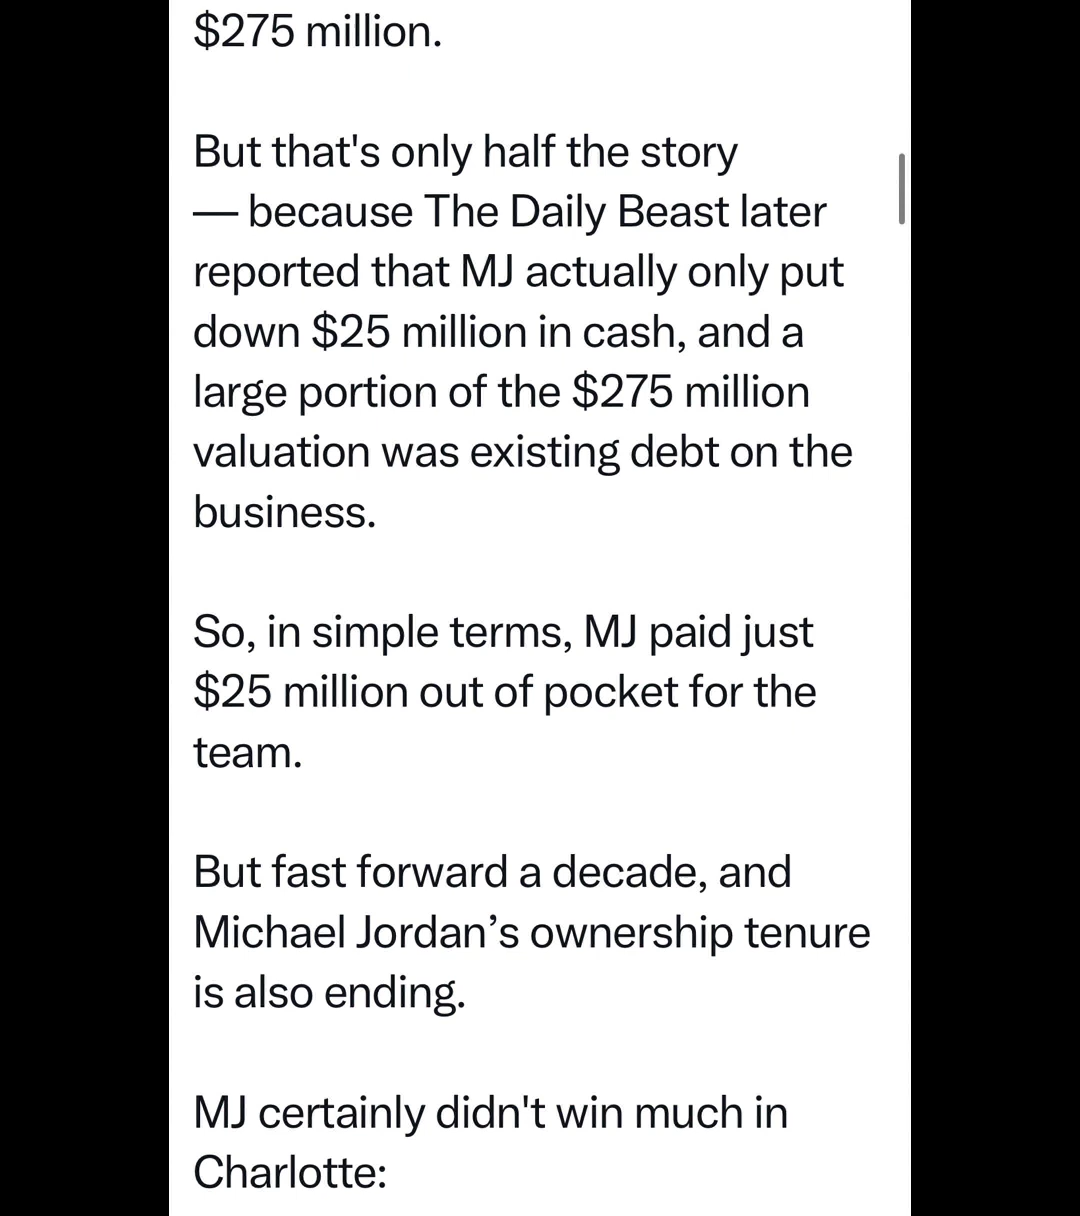 $275 million.
But that's only half the story
— because The Daily Beast later
reported that MJ actually only put
down $25 million in cash, and a
large portion of the $275 million
valuation was existing debt on the
business.
So, in simple terms, MJ paid just
$25 million out of pocket for the
team.
But fast forward a decade, and
Michael Jordan’s ownership tenure
is also ending.
MJ certainly didn't win much in
Charlotte: